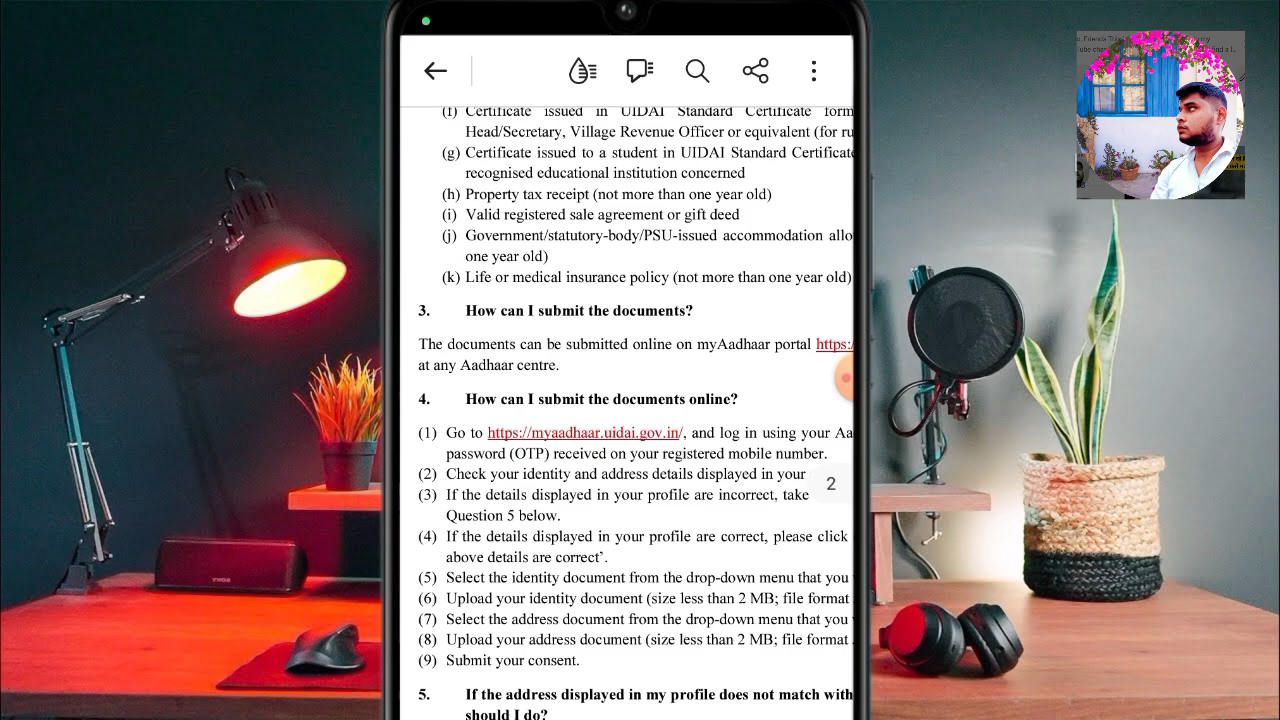 (f) Certificate issued in UIDAI Standard Certificate form
Head/Secretary, Village Revenue Officer or equivalent (for ru
(g) Certificate issued to a student in UIDAI Standard Certificate
recognised educational institution concerned
(h) Property tax receipt (not more than one year old)
(i) Valid registered sale agreement or gift deed
(j) Government/statutory-body/PSU-issued accommodation allo
one year old)
(k) Life or medical insurance policy (not more than one year old)
3. How can I submit the documents?
The documents can be submitted online on myAadhaar portal https:/
at any Aadhaar centre.
4. How can I submit the documents online?
(1) Go to https://myaadhaar.uidai.gov.in/, and log in using your Aa
password (OTP) received on your registered mobile number.
(2) Check your identity and address details displayed in your
(3) If the details displayed in your profile are incorrect, take
Question 5 below.
2
(4) If the details displayed in your profile are correct, please click
above details are correct’.
(5) Select the identity document from the drop-down menu that you
(6) Upload your identity document (size less than 2 MB; file format
(7) Select the address document from the drop-down menu that you
(8) Upload your address document (size less than 2 MB; file format
(9) Submit your consent.
5. If the address displayed in my profile does not match with
should I do?
SONY